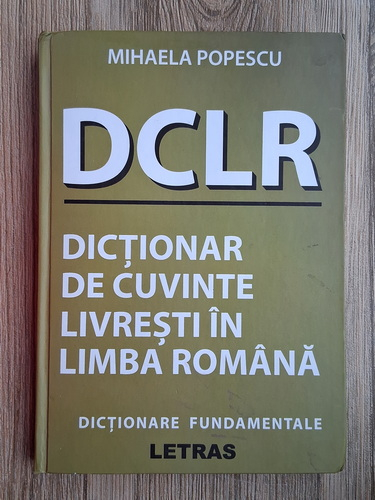 MIHAELA POPESCU
DCLR
DICȚIONAR
DE CUVINTE
LIVREȘTI ÎN
LIMBA ROMÂNĂ
DICȚIONARE FUNDAMENTALE
LETRAS